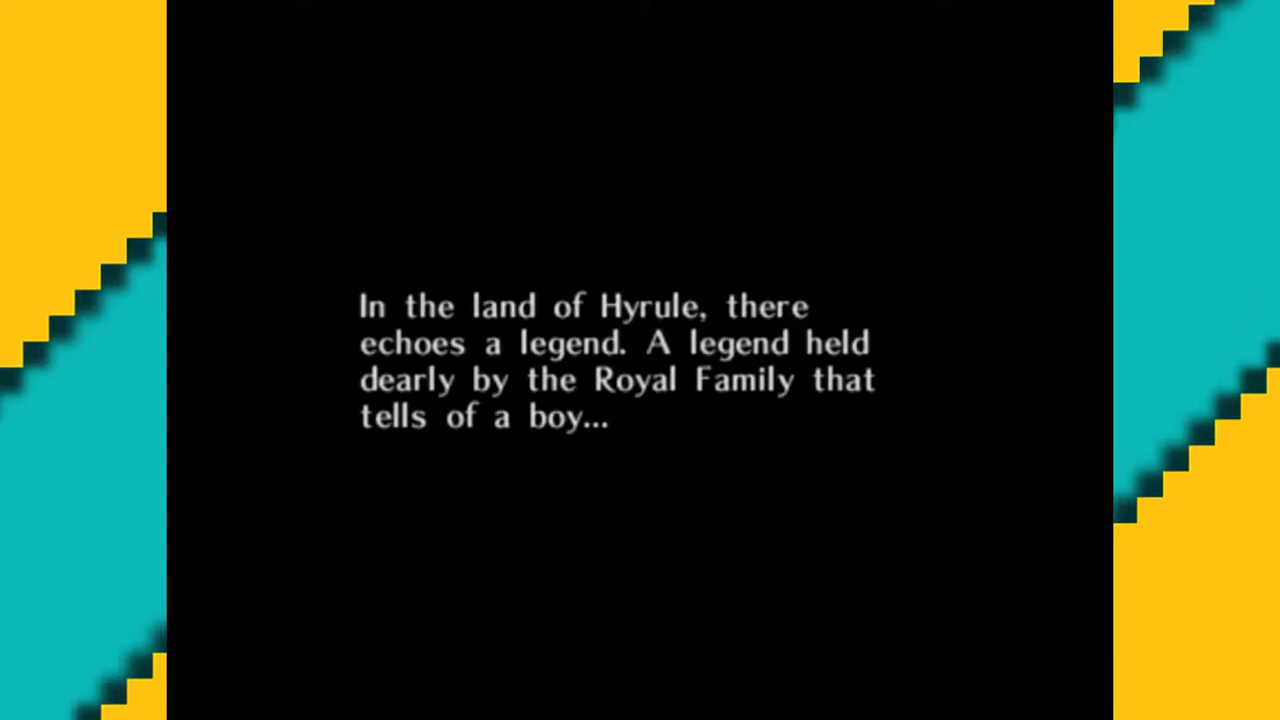 In the land of Hyrule, there
echoes a legend. A legend held
dearly by the Royal Family that
tells of a boy...